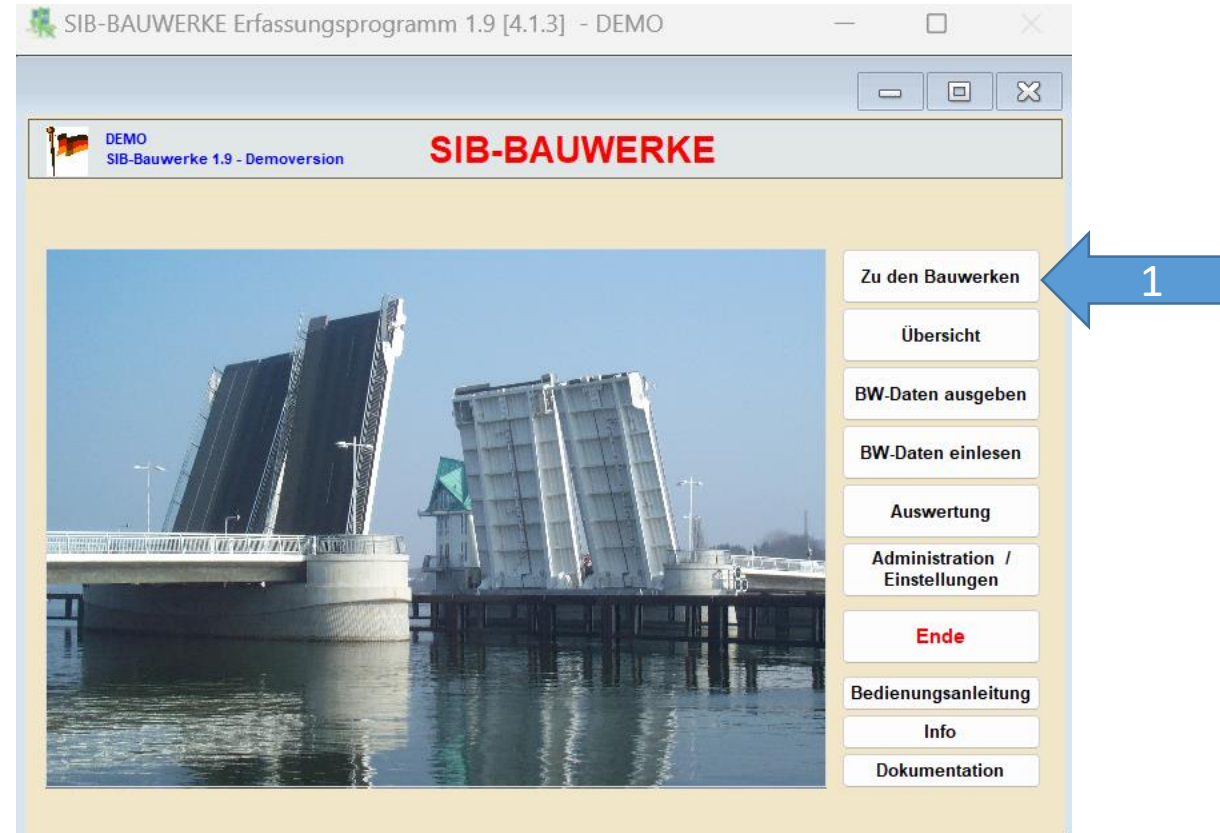 SIB-BAUWERKE Erfassungsprogramm 1.9 [4.1.3] - DEMO
DEMO
SIB-Bauwerke 1.9 - Demoversion
SIB-BAUWERKE
Zu den Bauwerken
1
Übersicht
BW-Daten ausgeben
BW-Daten einlesen
Auswertung
Administration /
Einstellungen
Ende
Bedienungsanleitung
Info
Dokumentation